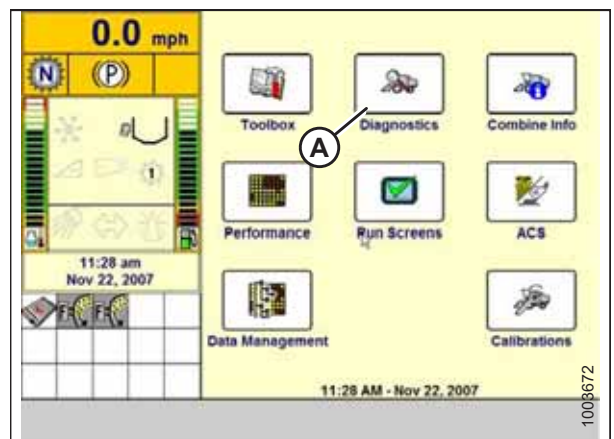 0.0 mph
N
(P)
1
11:28 am
Nov 22, 2007
Toolbox
Diagnostics
Combine Info
A
Performance
Run Screens
ACS
Data Management
Calibrations
11:28 AM - Nov 22, 2007
1003672